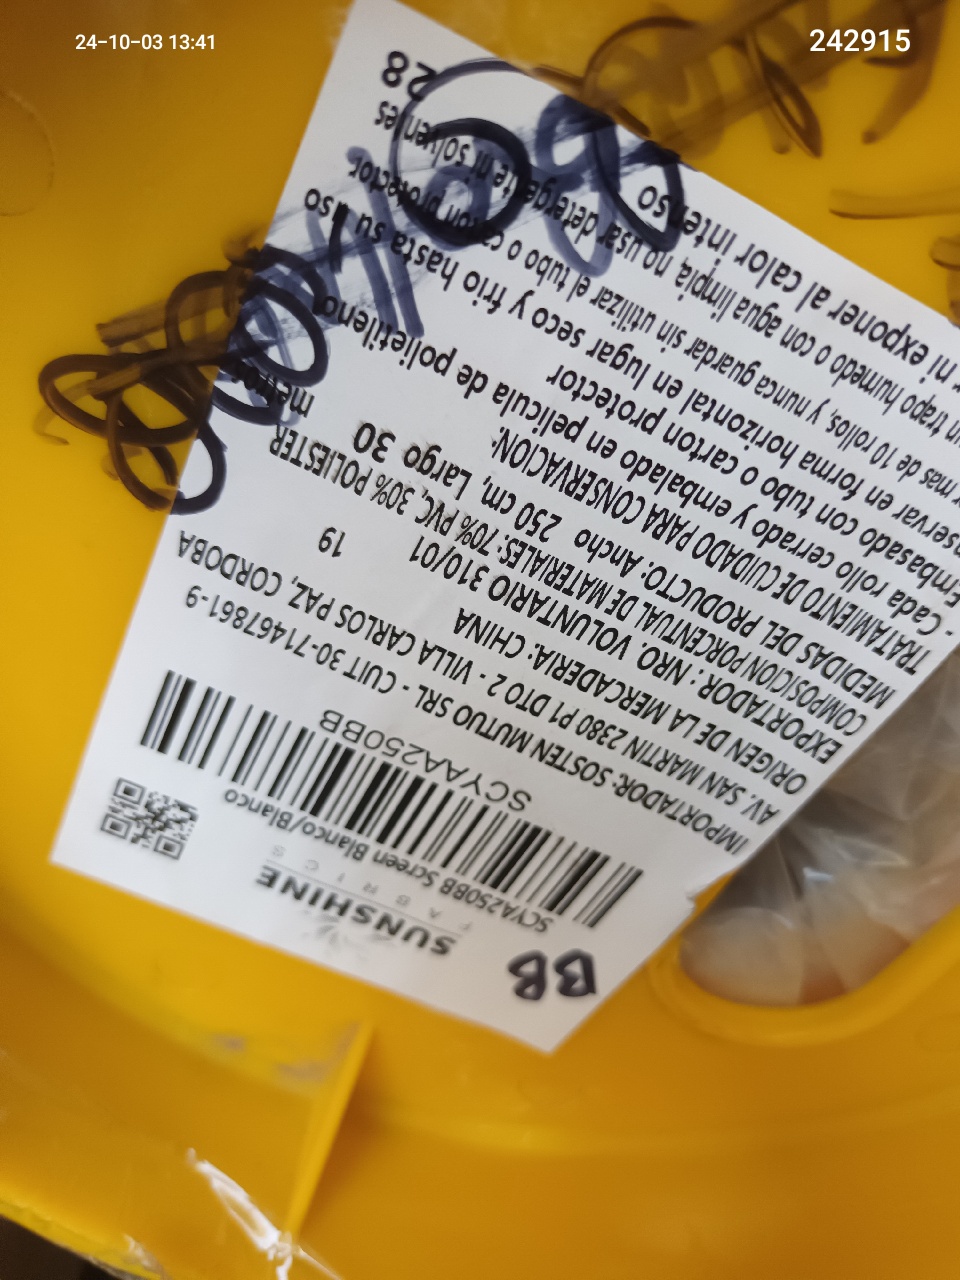 24-10-03 13:41
242915
BB
SUNSHINE
FABRICS
SCYA250BB Screen Blanco/Blanco
SCYAA250BB
IMPORTADOR: SOSTEN MUTUO SRL - CUIT 30-71467861-9
AV. SAN MARTIN 2380 P1 DTO 2 - VILLA CARLOS PAZ, CORDOBA
ORIGEN DE LA MERCADERIA: CHINA
EXPORTADOR: NRO. VOLUNTARIO 310/01 19
COMPOSICION PORCENTUAL DE MATERIALES: 70% PVC, 30% POLIESTER
MEDIDAS DEL PRODUCTO: Ancho 250 cm, Largo 30 metros
TRATAMIENTO DE CUIDADO PARA CONSERVACION:
- Cada rollo cerrado y embalado en pelicula de polietileno
Embasado con tubo o carton protector
en forma horizontal en lugar seco y frio hasta su uso
mas de 10 rollos, y nunca guardar sin utilizar el tubo o carton protector
un trapo humedo o con agua limpia, no usar detergente ni solventes
ni exponer al calor intenso
28